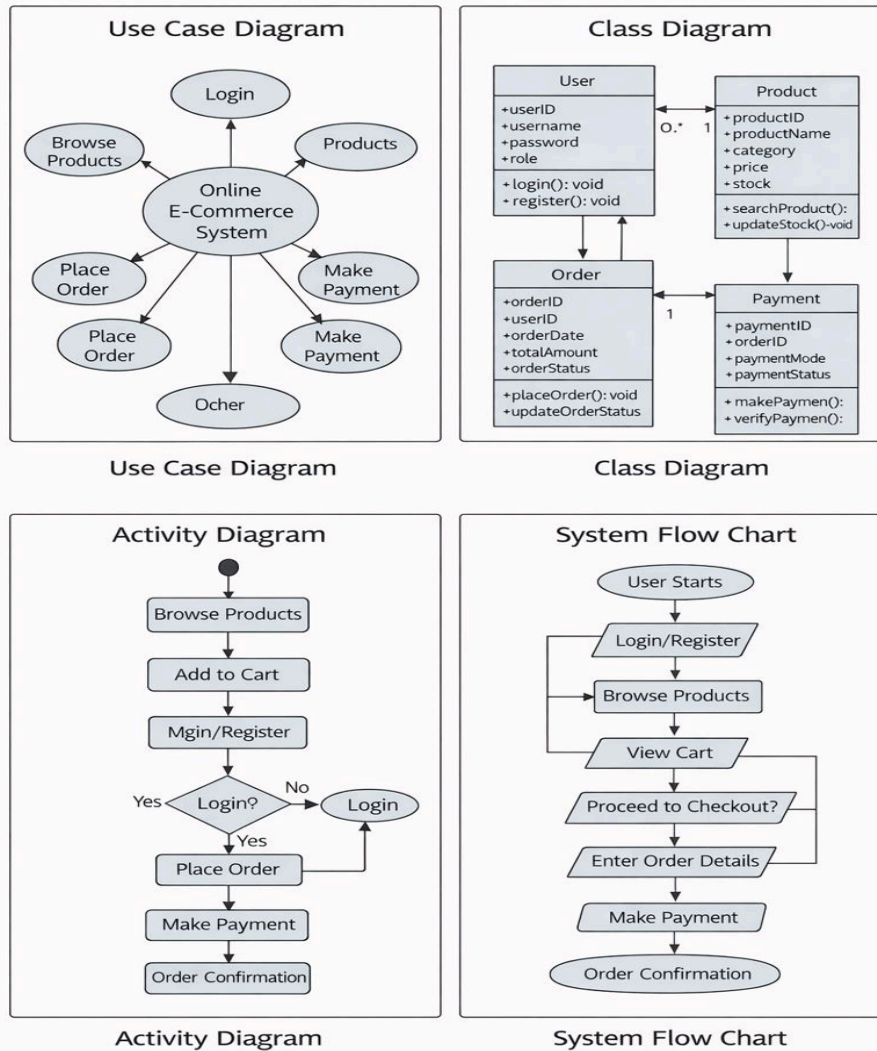 Use Case Diagram
Login
Browse
Products
Products
Online
E-Commerce
System
Place
Order
Make
Payment
Place
Order
Make
Payment
Ocher
Use Case Diagram
Class Diagram
User
+userID
+username
+password
+role
+login(): void
+register(): void
O.*
1
Product
+productID
+productName
+category
+price
+stock
+searchProduct():
+updateStock()-void
Order
+orderID
+userID
+orderDate
+totalAmount
+orderStatus
+placeOrder(): void
+updateOrderStatus
1
Payment
+paymentID
+orderID
+paymentMode
+paymentStatus
+makePaymen():
+verifyPaymen():
Class Diagram
Activity Diagram
Browse Products
Add to Cart
Mgin/Register
Yes
Login?
No
Login
Yes
Place Order
Make Payment
Order Confirmation
Activity Diagram
System Flow Chart
User Starts
Login/Register
Browse Products
View Cart
Proceed to Checkout?
Enter Order Details
Make Payment
Order Confirmation
System Flow Chart